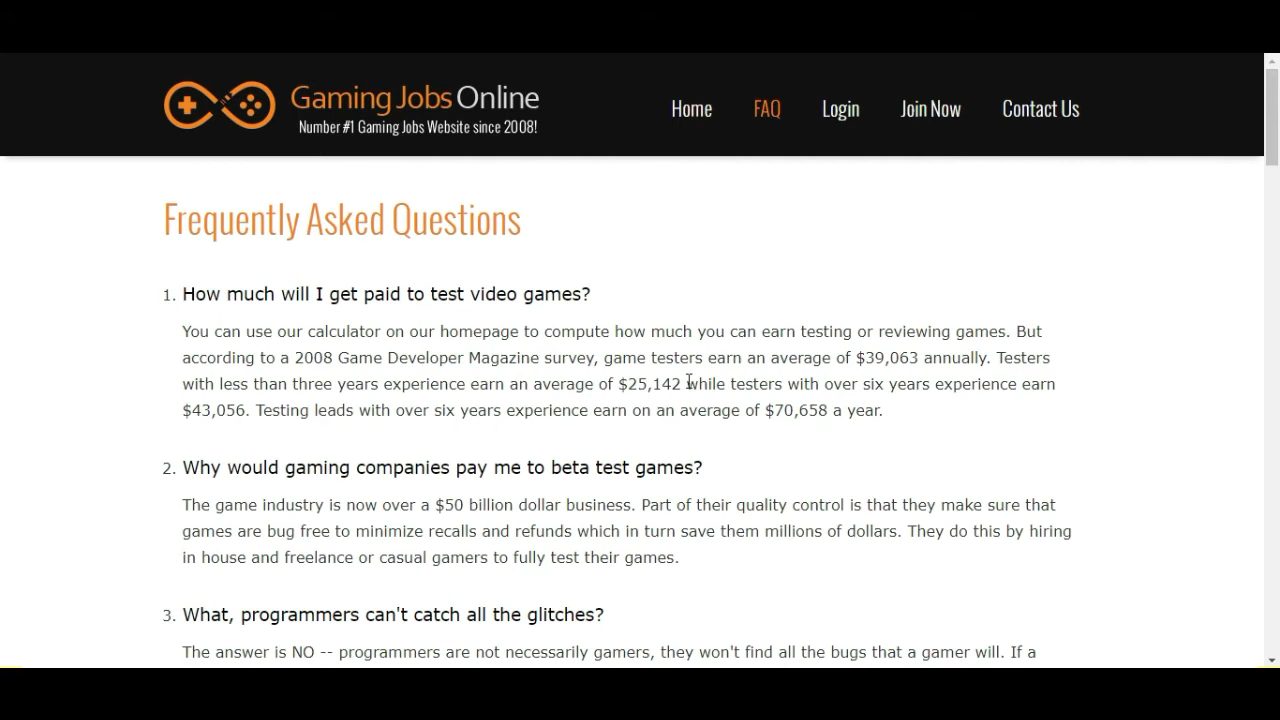 Gaming Jobs Online
Number #1 Gaming Jobs Website since 2008!
Home FAQ Login Join Now Contact Us
Frequently Asked Questions
1. How much will I get paid to test video games?
You can use our calculator on our homepage to compute how much you can earn testing or reviewing games. But
according to a 2008 Game Developer Magazine survey, game testers earn an average of $39,063 annually. Testers
with less than three years experience earn an average of $25,142 while testers with over six years experience earn
$43,056. Testing leads with over six years experience earn on an average of $70,658 a year.
2. Why would gaming companies pay me to beta test games?
The game industry is now over a $50 billion dollar business. Part of their quality control is that they make sure that
games are bug free to minimize recalls and refunds which in turn save them millions of dollars. They do this by hiring
in house and freelance or casual gamers to fully test their games.
3. What, programmers can't catch all the glitches?
The answer is NO -- programmers are not necessarily gamers, they won't find all the bugs that a gamer will. If a